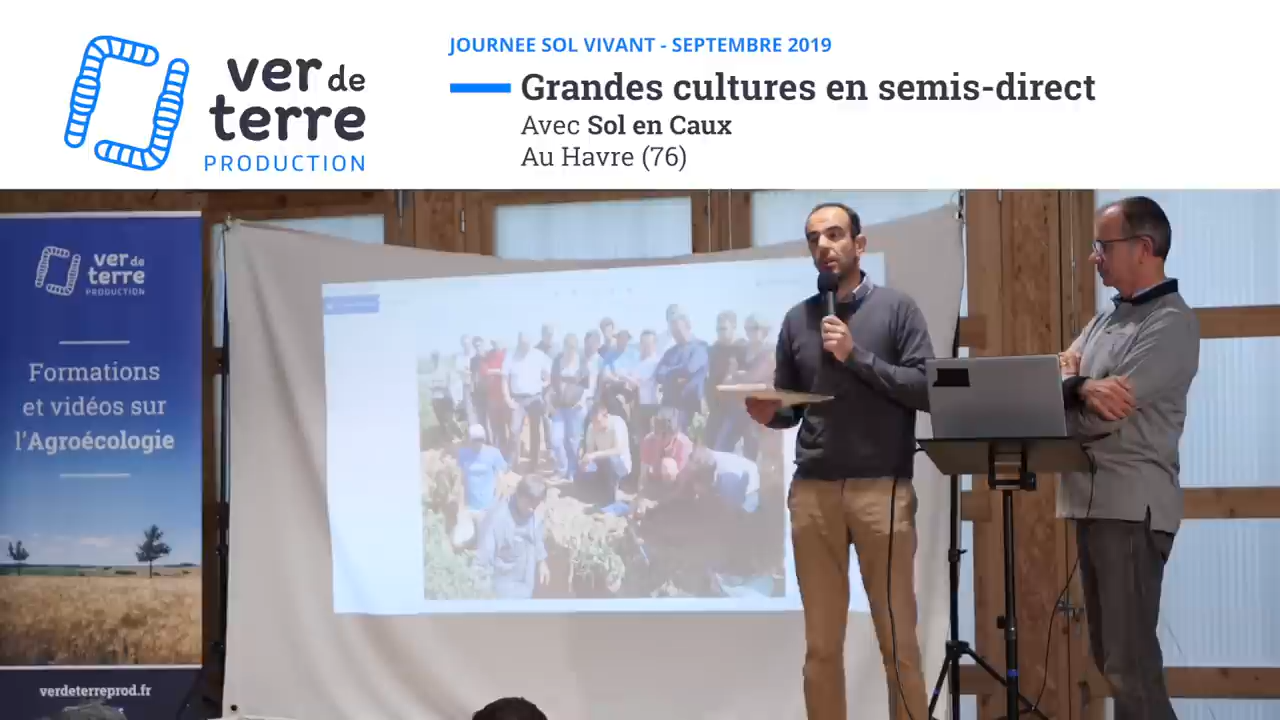 ver de
terre
PRODUCTION
JOURNEE SOL VIVANT - SEPTEMBRE 2019
Grandes cultures en semis-direct
Avec Sol en Caux
Au Havre (76)
ver de
terre
PRODUCTION
Formations
et vidéos sur
l'Agroécologie
verdeterreprod.fr